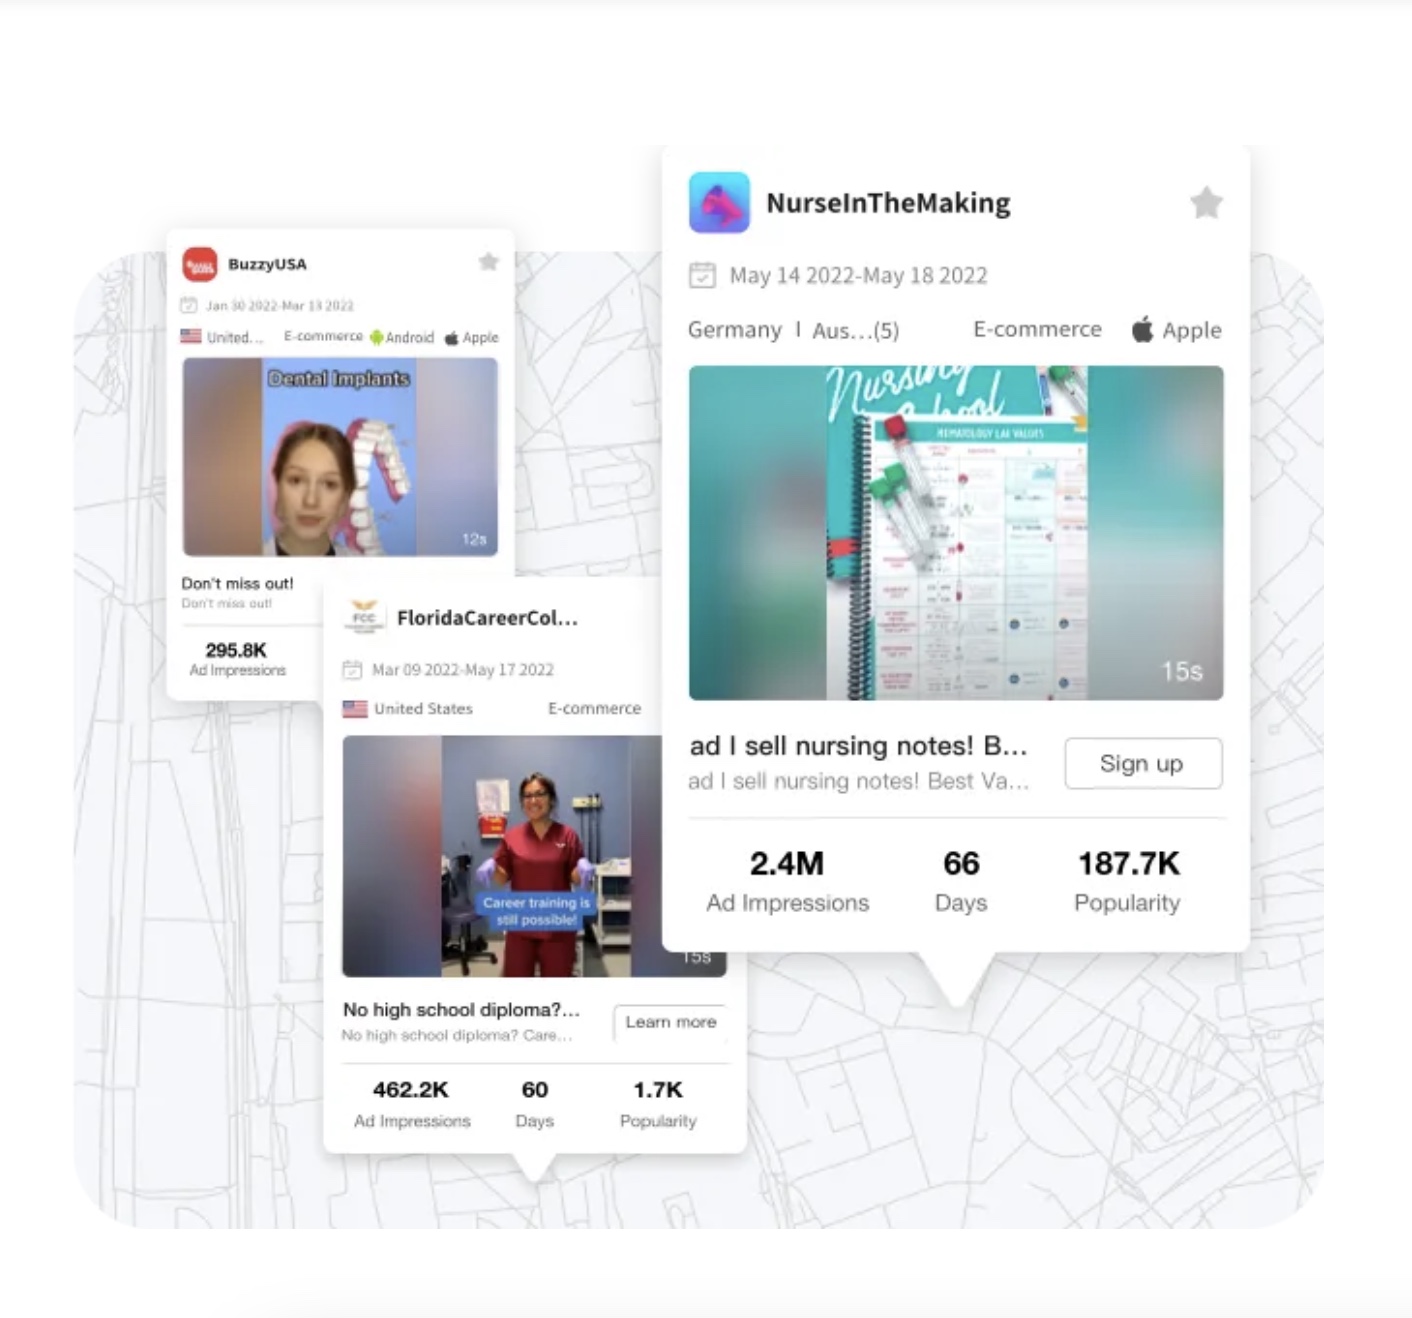 BuzzyUSA
Jan 30 2022-Mar 13 2022
United... E-commerce Android Apple
Dental Implants
12s
Don't miss out!
Don't miss out!
295.8K
Ad Impressions
FCC
FloridaCareerCol...
Mar 09 2022-May 17 2022
United States E-commerce
Career training is
still possible!
15s
No high school diploma?...
No high school diploma? Care...
Learn more
462.2K 60 1.7K
Ad Impressions Days Popularity
NurseInTheMaking
May 14 2022-May 18 2022
Germany | Aus...(5) E-commerce Apple
Nursing
School
HEMATOLOGY LAB VALUES
15s
ad I sell nursing notes! B...
ad I sell nursing notes! Best Va...
Sign up
2.4M 66 187.7K
Ad Impressions Days Popularity